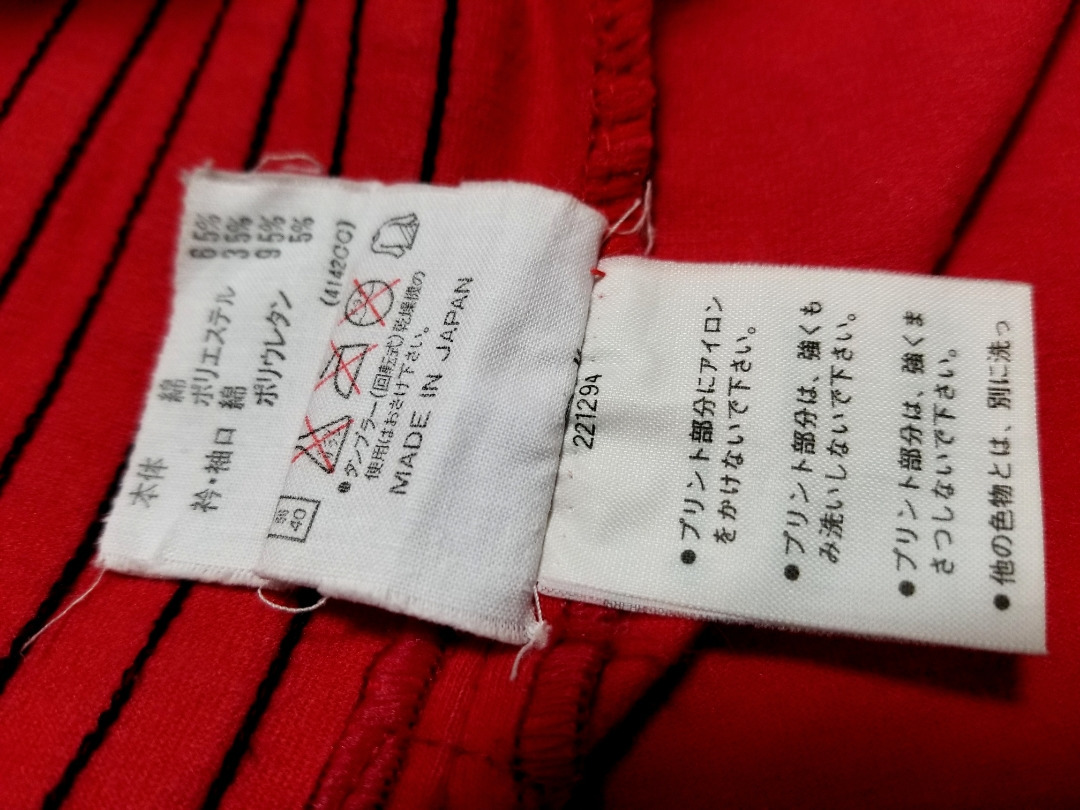 本体 綿 65%
ポリエステル 35%
衿・袖口 綿 95%
ポリウレタン 5%
(4142CC)
弱
40
●タンブラー(回転式)乾燥機の
使用はおさけ下さい。
MADE IN JAPAN
221294
●プリント部分にアイロン
をかけないで下さい。
●プリント部分は、強くも
み洗いしないで下さい。
●プリント部分は、強くま
さつしないで下さい。
●他の色物とは、別に洗っ